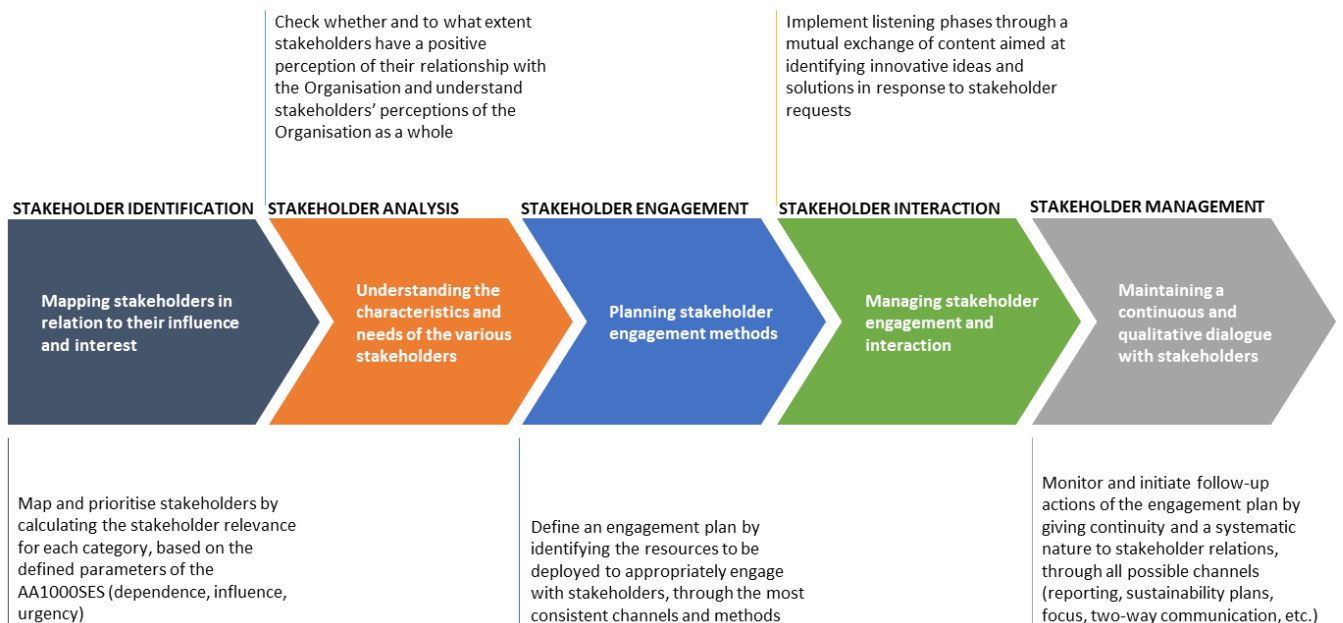 Check whether and to what extent
stakeholders have a positive
perception of their relationship with
the Organisation and understand
stakeholders’ perceptions of the
Organisation as a whole
Implement listening phases through a
mutual exchange of content aimed at
identifying innovative ideas and
solutions in response to stakeholder
requests
STAKEHOLDER IDENTIFICATION
STAKEHOLDER ANALYSIS
STAKEHOLDER ENGAGEMENT
STAKEHOLDER INTERACTION
STAKEHOLDER MANAGEMENT
Mapping stakeholders in
relation to their influence
and interest
Understanding the
characteristics and
needs of the various
stakeholders
Planning stakeholder
engagement methods
Managing stakeholder
engagement and
interaction
Maintaining a
continuous and
qualitative dialogue
with stakeholders
Map and prioritise stakeholders by
calculating the stakeholder relevance
for each category, based on the
defined parameters of the
AA1000SES (dependence, influence,
urgency)
Define an engagement plan by
identifying the resources to be
deployed to appropriately engage
with stakeholders, through the most
consistent channels and methods
Monitor and initiate follow-up
actions of the engagement plan by
giving continuity and a systematic
nature to stakeholder relations,
through all possible channels
(reporting, sustainability plans,
focus, two-way communication, etc.)